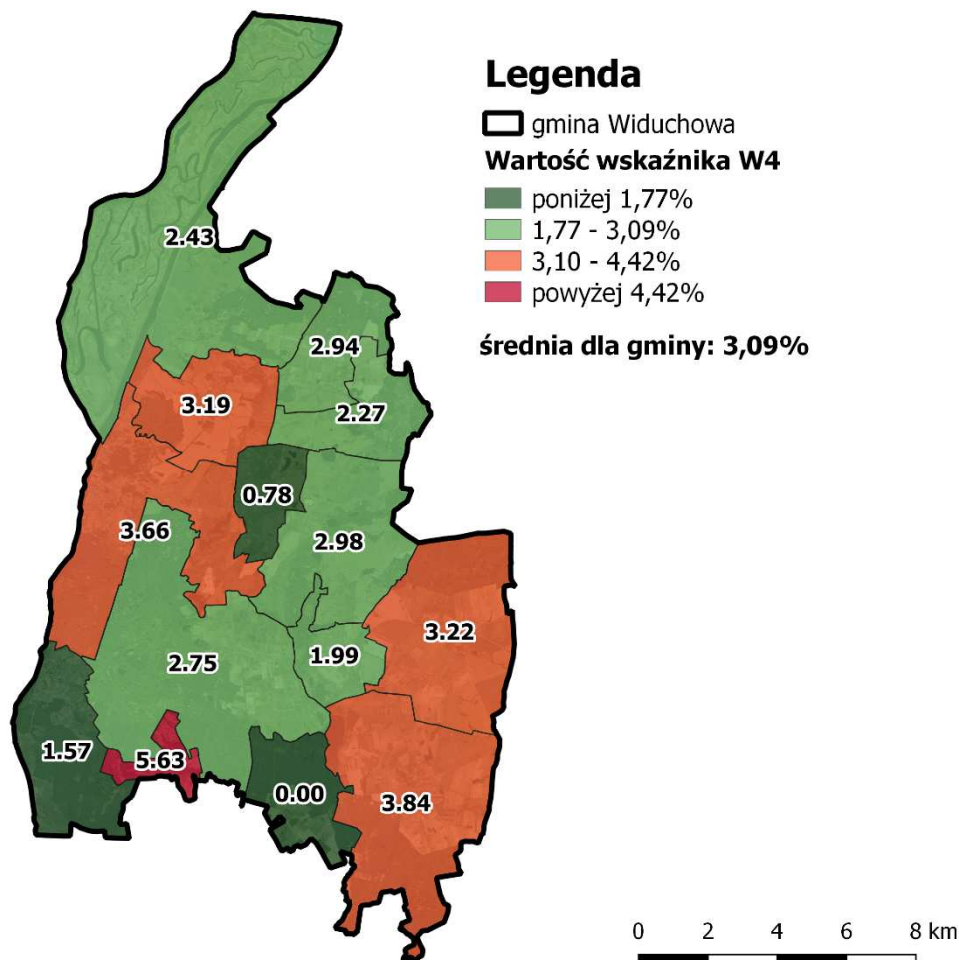 Legenda
gmina Widuchowa
Wartość wskaźnika W4
poniżej 1,77%
1,77 - 3,09%
3,10 - 4,42%
powyżej 4,42%
średnia dla gminy: 3,09%
2.43
2.94
3.19
2.27
0.78
3.66
2.98
3.22
1.99
2.75
1.57
5.63
0.00
3.84
0 2 4 6 8 km